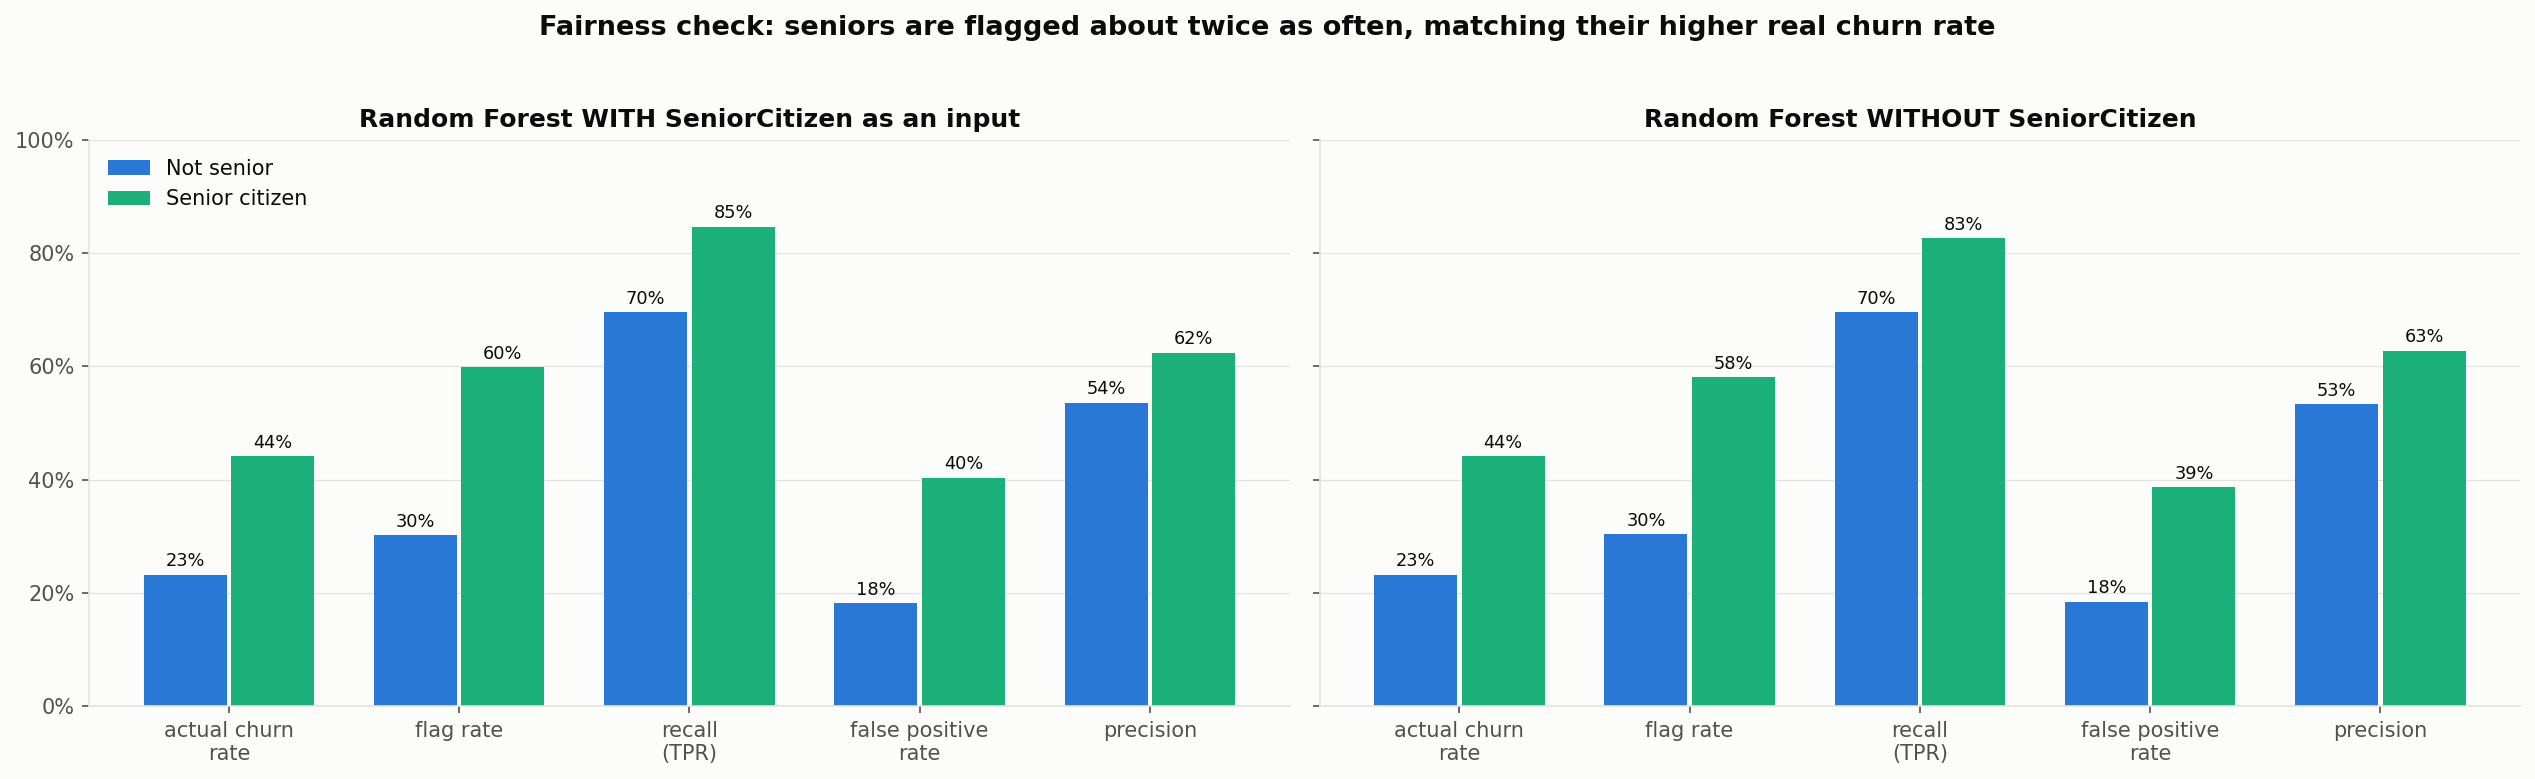 Fairness check: seniors are flagged about twice as often, matching their higher real churn rate
Random Forest WITH SeniorCitizen as an input
100%
80%
60%
40%
20%
0%
Not senior
Senior citizen
23%
44%
30%
60%
70%
85%
18%
40%
54%
62%
actual churn
rate
flag rate
recall
(TPR)
false positive
rate
precision
Random Forest WITHOUT SeniorCitizen
23%
44%
30%
58%
70%
83%
18%
39%
53%
63%
actual churn
rate
flag rate
recall
(TPR)
false positive
rate
precision